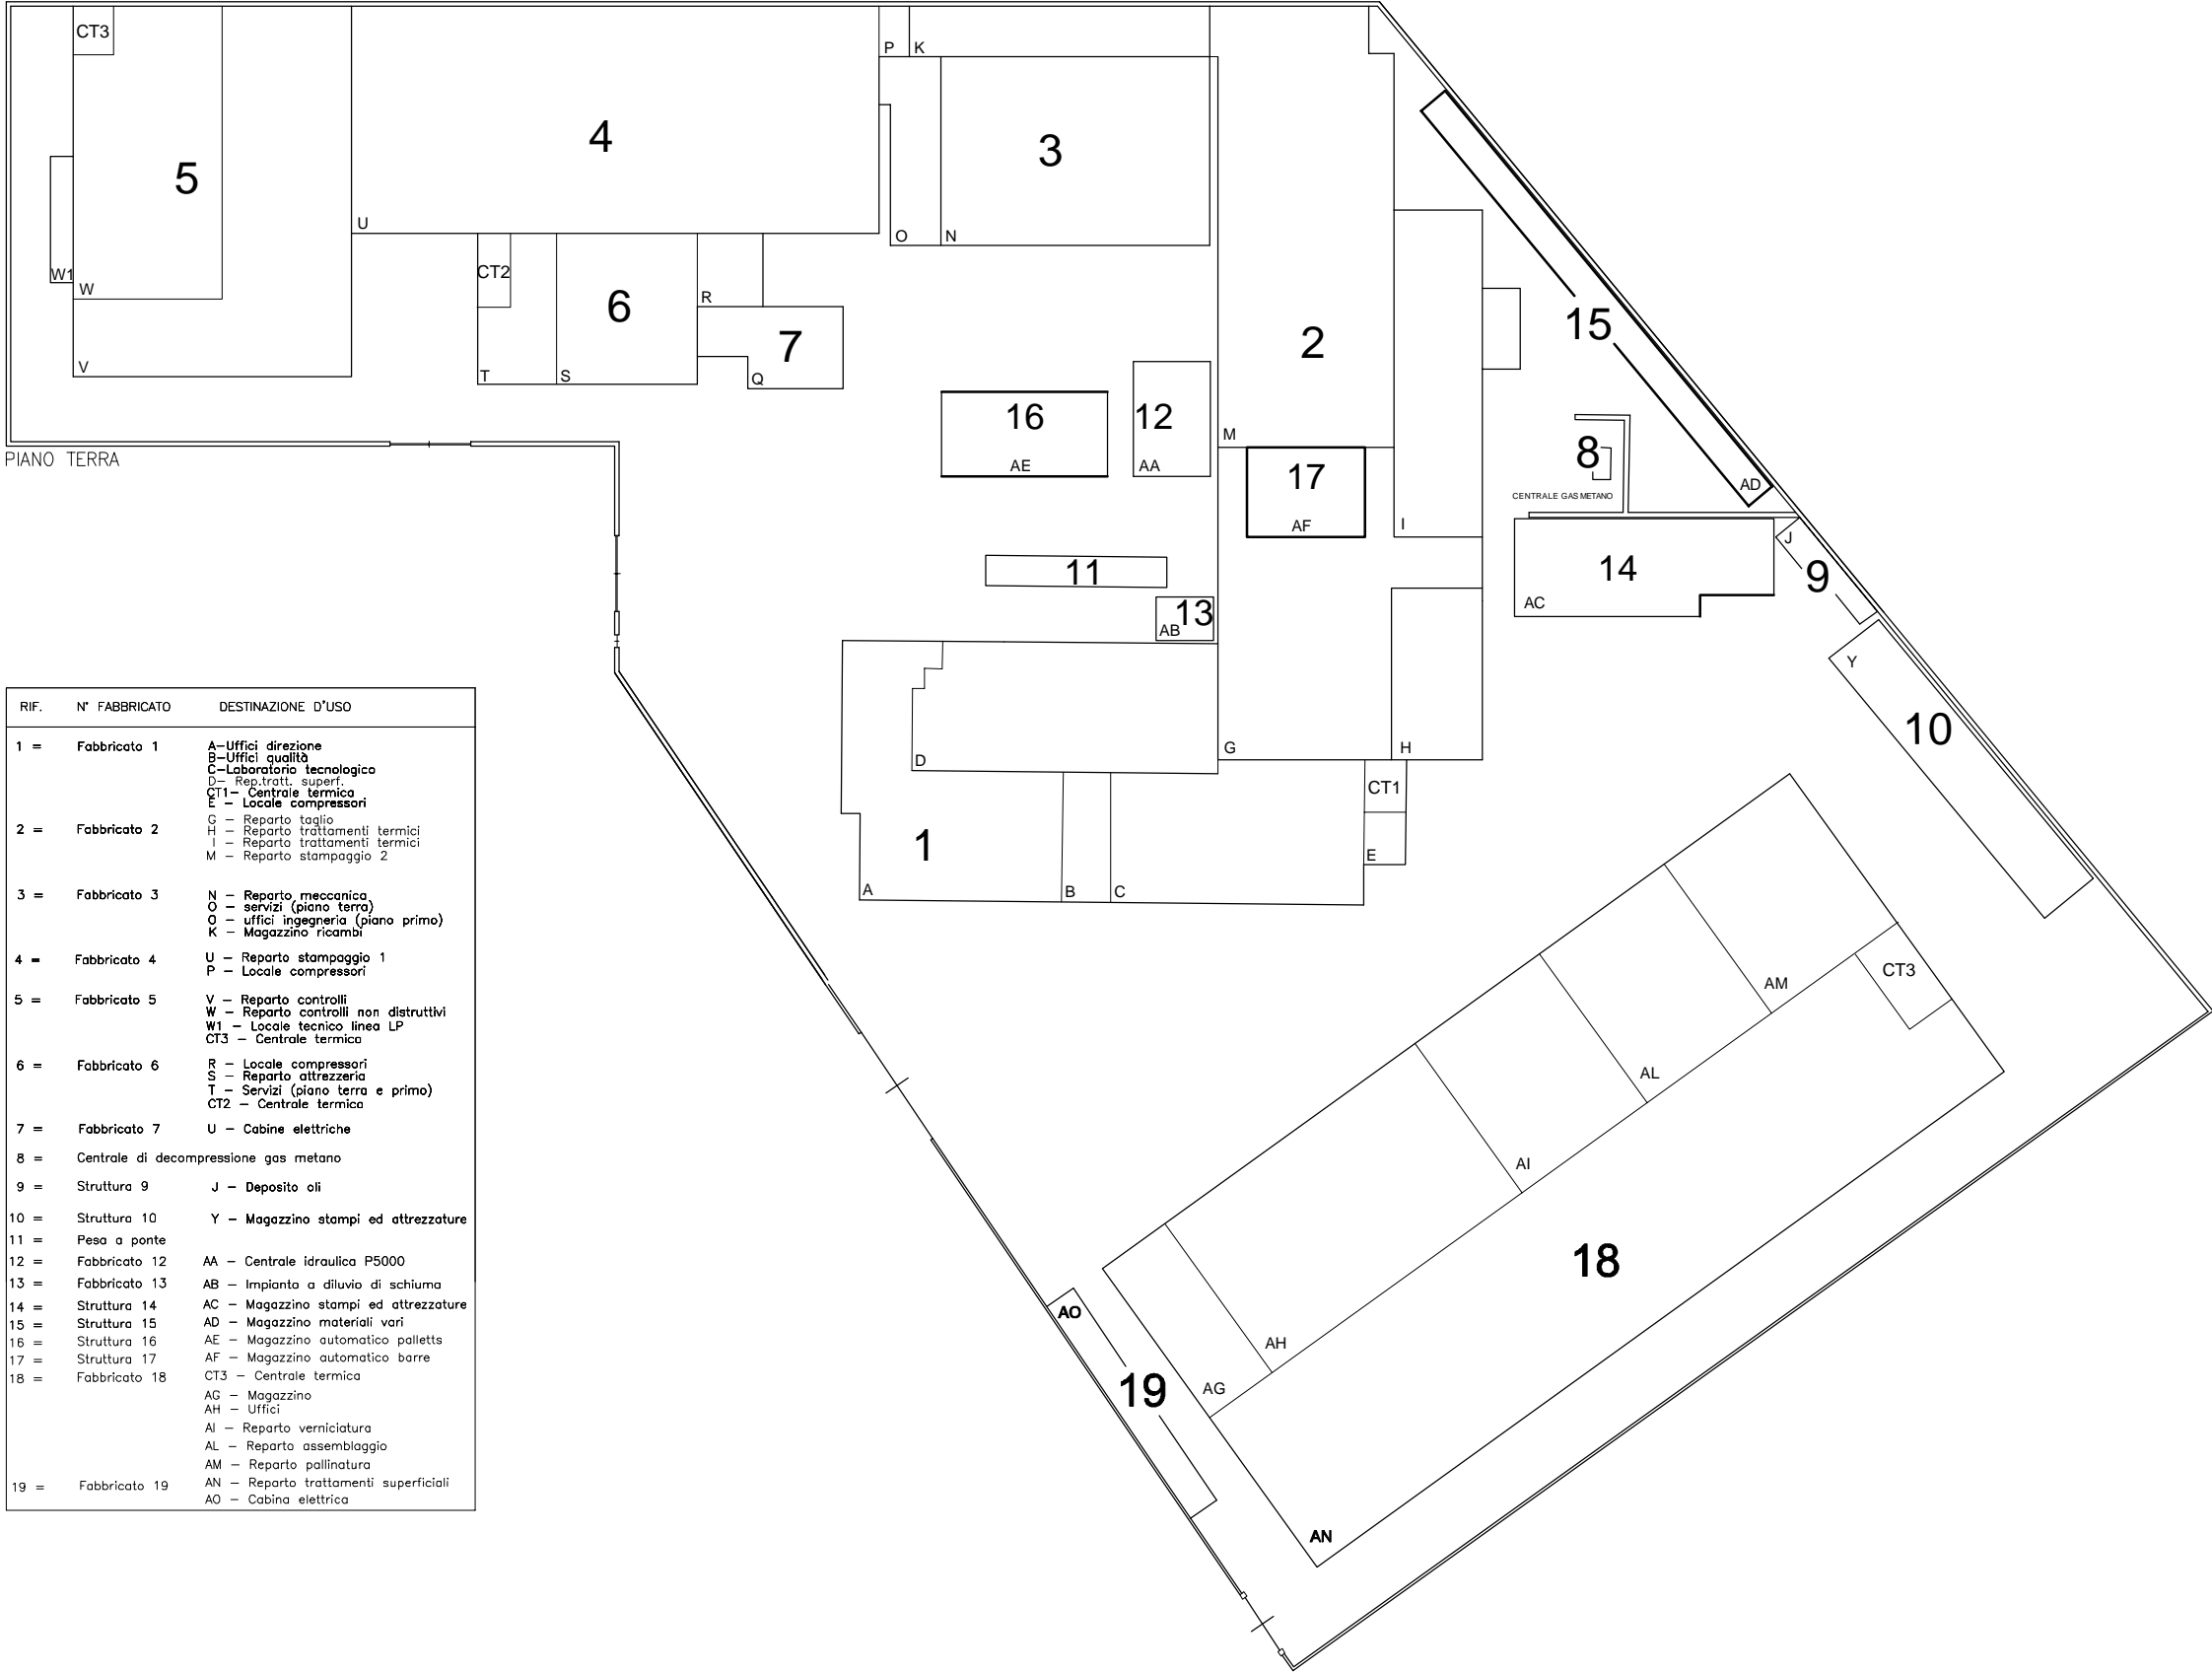 CT3
P K
4
3
5
U
O N
CT2
W1
W
R
6
15
2
7
V
T S Q
16
12
M
8
PIANO TERRA
AE
AA
17
AD
CENTRALE GAS METANO
AF
I
J
11
14
9
13
AC
AB
Y
10
D
G
H
CT1
1
E
A B C
CT3
AM
AL
AI
18
AO
AH
19
AG
AN
RIF. N° FABBRICATO DESTINAZIONE D'USO
1 = Fabbricato 1 A-Uffici direzione
B-Uffici qualità
C-Laboratorio tecnologico
D- Rep.tratt. superf.
CT1- Centrale termica
E - Locale compressori
G - Reparto taglio
2 = Fabbricato 2 H - Reparto trattamenti termici
I - Reparto trattamenti termici
M - Reparto stampaggio 2
3 = Fabbricato 3 N - Reparto meccanica
O - servizi (piano terra)
O - uffici ingegneria (piano primo)
K - Magazzino ricambi
4 = Fabbricato 4 U - Reparto stampaggio 1
P - Locale compressori
5 = Fabbricato 5 V - Reparto controlli
W - Reparto controlli non distruttivi
W1 - Locale tecnico linea LP
CT3 - Centrale termica
6 = Fabbricato 6 R - Locale compressori
S - Reparto attrezzeria
T - Servizi (piano terra e primo)
CT2 - Centrale termica
7 = Fabbricato 7 U - Cabine elettriche
8 = Centrale di decompressione gas metano
9 = Struttura 9 J - Deposito oli
10 = Struttura 10 Y - Magazzino stampi ed attrezzature
11 = Pesa a ponte
12 = Fabbricato 12 AA - Centrale idraulica P5000
13 = Fabbricato 13 AB - Impianto a diluvio di schiuma
14 = Struttura 14 AC - Magazzino stampi ed attrezzature
15 = Struttura 15 AD - Magazzino materiali vari
16 = Struttura 16 AE - Magazzino automatico palletts
17 = Struttura 17 AF - Magazzino automatico barre
18 = Fabbricato 18 CT3 - Centrale termica
AG - Magazzino
AH - Uffici
AI - Reparto verniciatura
AL - Reparto assemblaggio
AM - Reparto pallinatura
AN - Reparto trattamenti superficiali
19 = Fabbricato 19 AO - Cabina elettrica